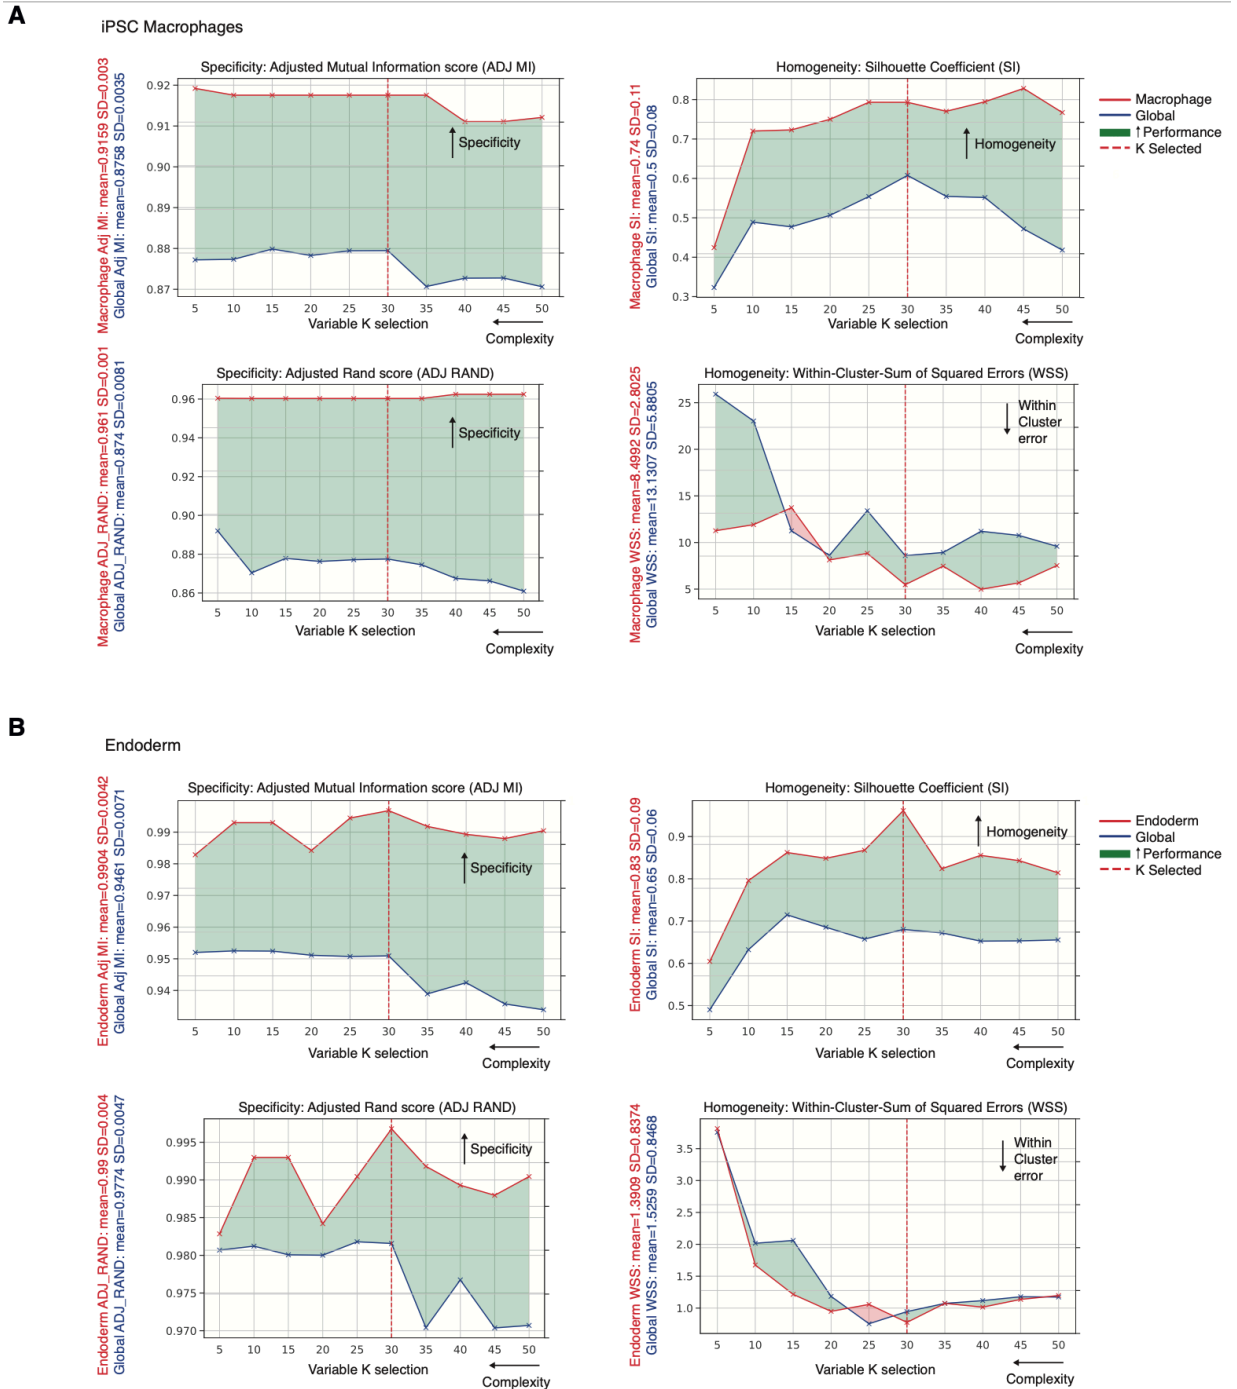 A
iPSC Macrophages
Specificity: Adjusted Mutual Information score (ADJ MI)
Macrophage Adj MI: mean=0.9159 SD=0.003
Global Adj MI: mean=0.8758 SD=0.0035
0.92
0.91
0.90
0.89
0.88
0.87
↑ Specificity
5 10 15 20 25 30 35 40 45 50
Variable K selection
← Complexity
Homogeneity: Silhouette Coefficient (SI)
Macrophage SI: mean=0.74 SD=0.11
Global SI: mean=0.5 SD=0.08
0.8
0.7
0.6
0.5
0.4
0.3
↑ Homogeneity
5 10 15 20 25 30 35 40 45 50
Variable K selection
← Complexity
Macrophage
Global
↑Performance
K Selected
Specificity: Adjusted Rand score (ADJ RAND)
Macrophage ADJ_RAND: mean=0.961 SD=0.001
Global ADJ_RAND: mean=0.874 SD=0.0081
0.96
0.94
0.92
0.90
0.88
0.86
↑ Specificity
5 10 15 20 25 30 35 40 45 50
Variable K selection
← Complexity
Homogeneity: Within-Cluster-Sum of Squared Errors (WSS)
Macrophage WSS: mean=8.4992 SD=2.8025
Global WSS: mean=13.1307 SD=5.8805
25
20
15
10
5
↓ Within
Cluster
error
5 10 15 20 25 30 35 40 45 50
Variable K selection
← Complexity
B
Endoderm
Specificity: Adjusted Mutual Information score (ADJ MI)
Endoderm Adj MI: mean=0.9904 SD=0.0042
Global Adj MI: mean=0.9461 SD=0.0071
0.99
0.98
0.97
0.96
0.95
0.94
↑ Specificity
5 10 15 20 25 30 35 40 45 50
Variable K selection
← Complexity
Homogeneity: Silhouette Coefficient (SI)
Endoderm SI: mean=0.83 SD=0.09
Global SI: mean=0.65 SD=0.06
0.9
0.8
0.7
0.6
0.5
↑ Homogeneity
5 10 15 20 25 30 35 40 45 50
Variable K selection
← Complexity
Endoderm
Global
↑Performance
K Selected
Specificity: Adjusted Rand score (ADJ RAND)
Endoderm ADJ_RAND: mean=0.99 SD=0.004
Global ADJ_RAND: mean=0.9774 SD=0.0047
0.995
0.990
0.985
0.980
0.975
0.970
↑ Specificity
5 10 15 20 25 30 35 40 45 50
Variable K selection
← Complexity
Homogeneity: Within-Cluster-Sum of Squared Errors (WSS)
Endoderm WSS: mean=1.3909 SD=0.8374
Global WSS: mean=1.5259 SD=0.8468
3.5
3.0
2.5
2.0
1.5
1.0
↓ Within
Cluster
error
5 10 15 20 25 30 35 40 45 50
Variable K selection
← Complexity